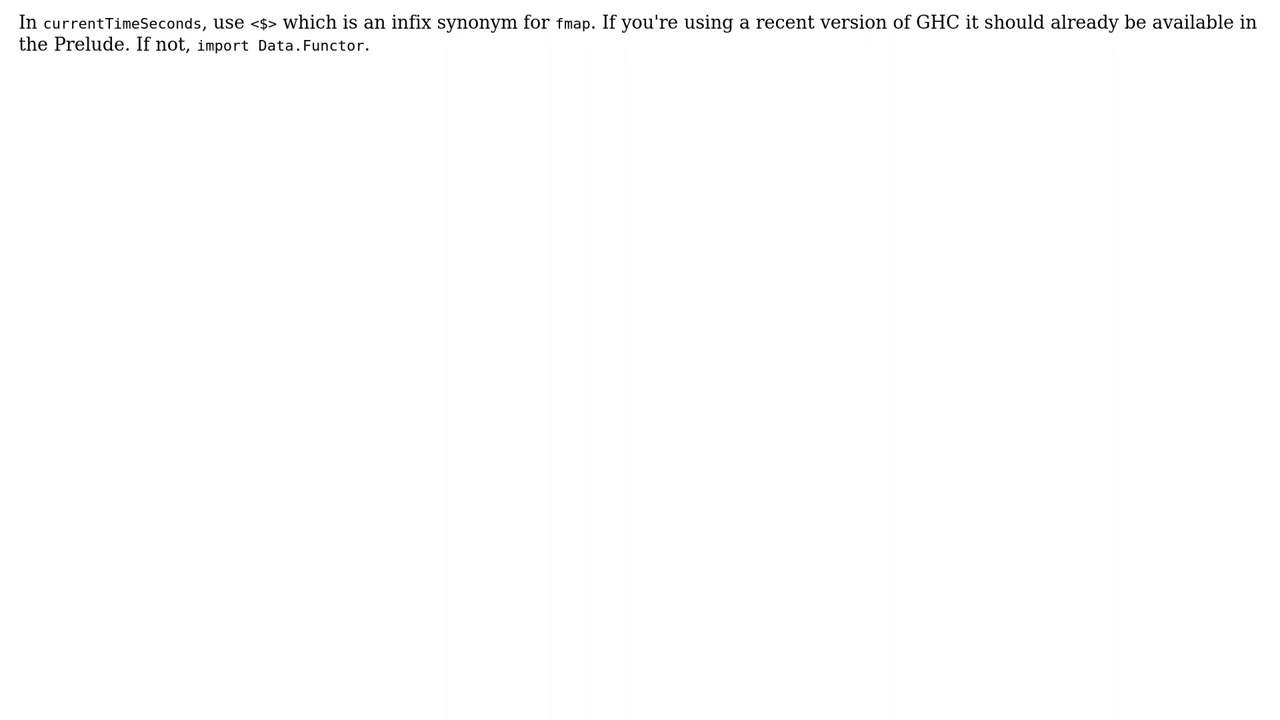 In currentTimeSeconds, use <$> which is an infix synonym for fmap. If you're using a recent version of GHC it should already be available in
the Prelude. If not, import Data.Functor.